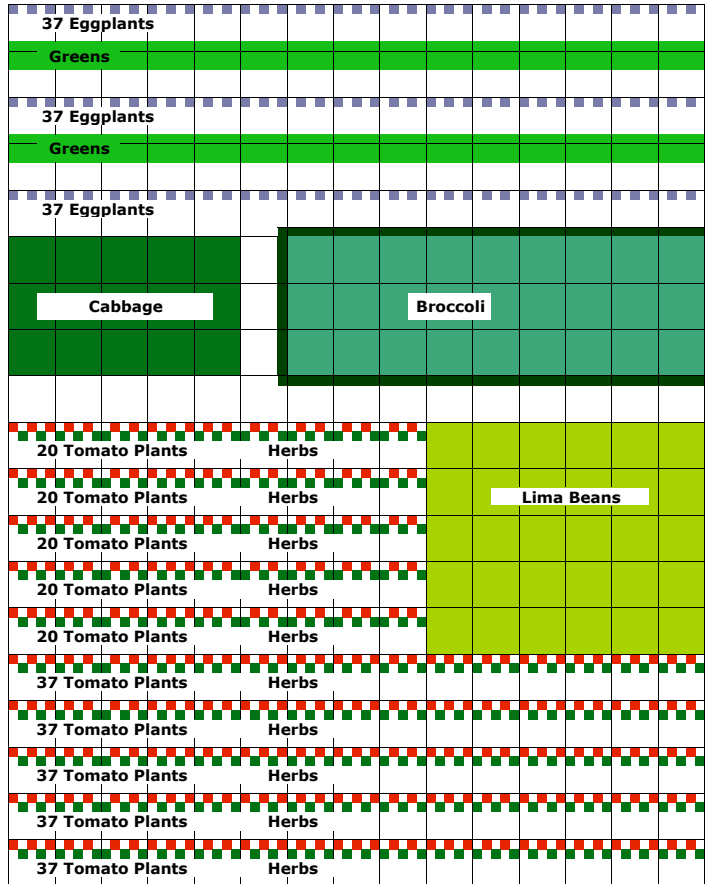 37 Eggplants
Greens
37 Eggplants
Greens
37 Eggplants
Cabbage
Broccoli
20 Tomato Plants Herbs
20 Tomato Plants Herbs
Lima Beans
20 Tomato Plants Herbs
20 Tomato Plants Herbs
20 Tomato Plants Herbs
37 Tomato Plants Herbs
37 Tomato Plants Herbs
37 Tomato Plants Herbs
37 Tomato Plants Herbs
37 Tomato Plants Herbs